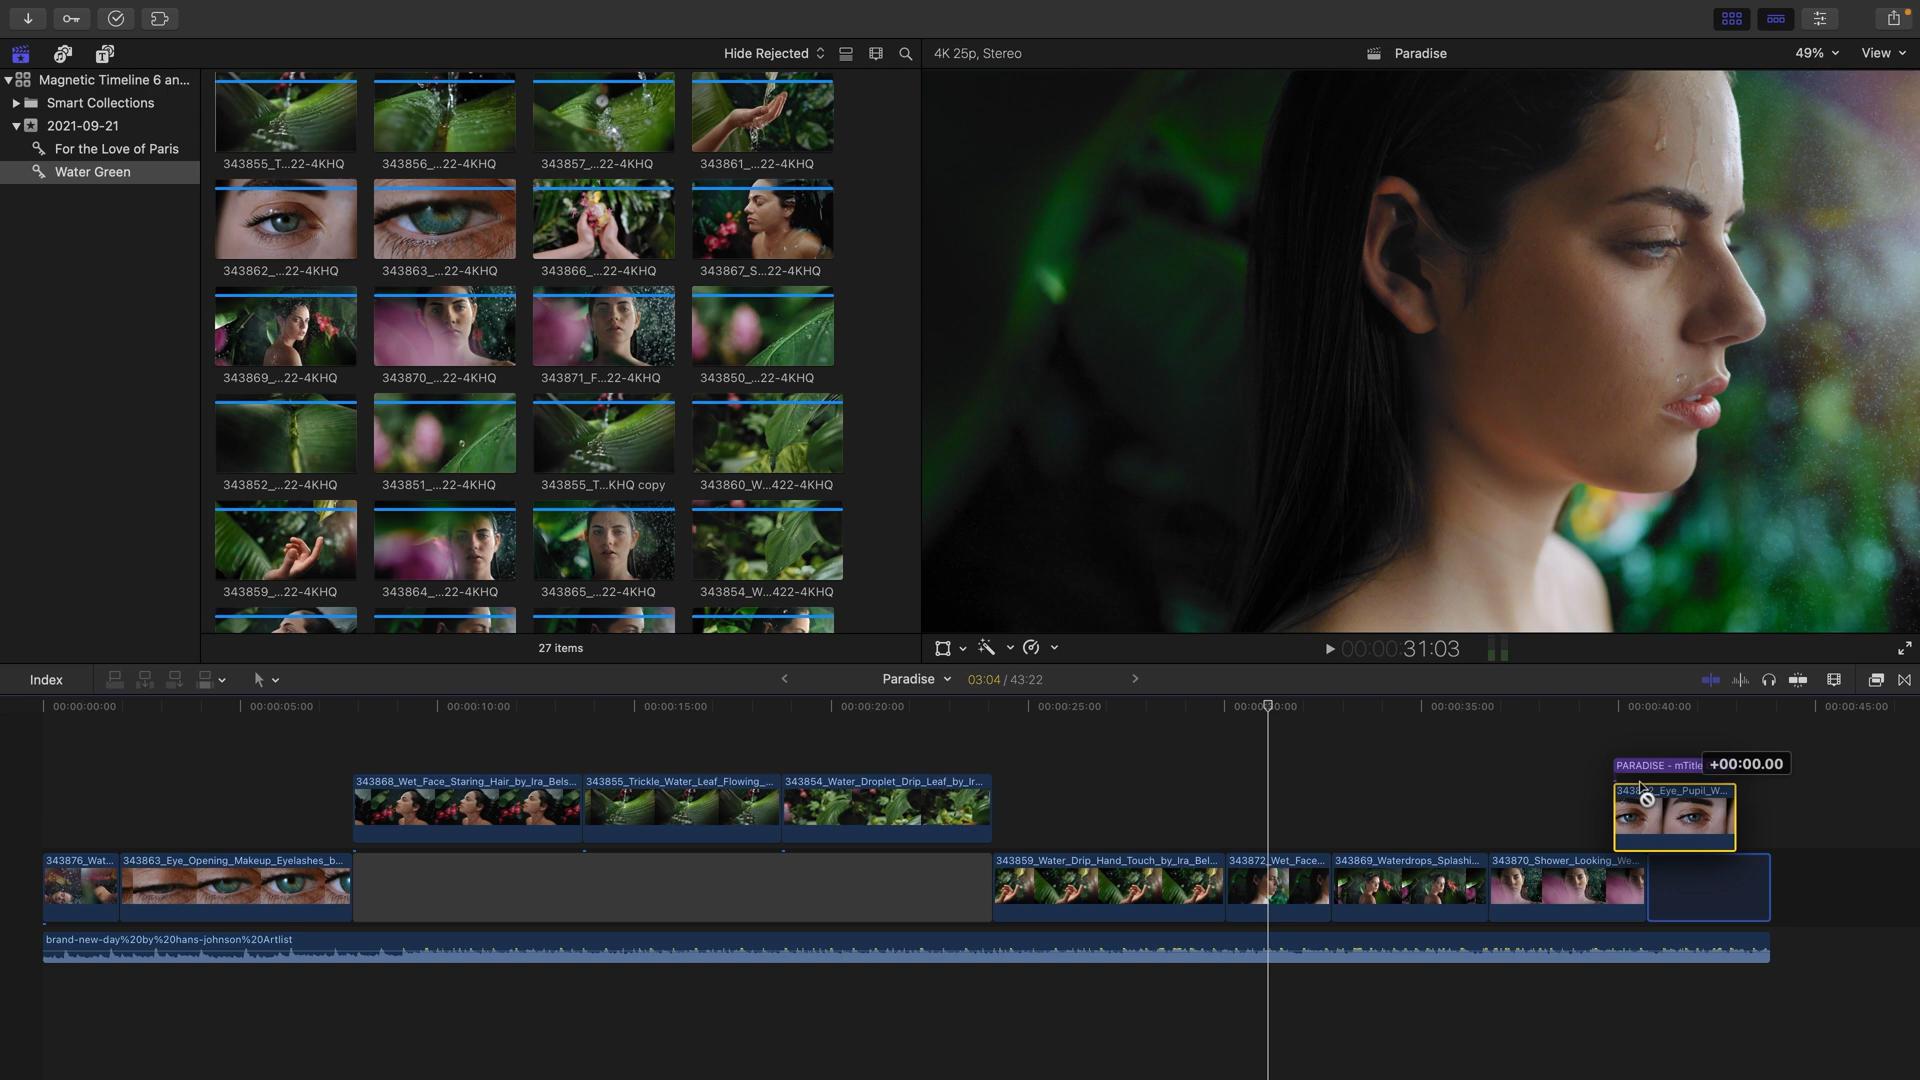 Hide Rejected
4K 25p, Stereo
Paradise
49%
View
Magnetic Timeline 6 an...
Smart Collections
2021-09-21
For the Love of Paris
Water Green
343855_T...22-4KHQ
343856_...22-4KHQ
343857_...22-4KHQ
343861_...22-4KHQ
343862_...22-4KHQ
343863_...22-4KHQ
343866_...22-4KHQ
343867_S...22-4KHQ
343869_...22-4KHQ
343870_...22-4KHQ
343871_F...22-4KHQ
343850_...22-4KHQ
343852_...22-4KHQ
343851_...22-4KHQ
343855_T...KHQ copy
343860_W...422-4KHQ
343859_...22-4KHQ
343864_...22-4KHQ
343865_...22-4KHQ
343854_W...422-4KHQ
27 items
00:00:00:31:03
Index
Paradise
03:04 / 43:22
00:00:00:00
00:00:05:00
00:00:10:00
00:00:15:00
00:00:20:00
00:00:25:00
00:00:35:00
00:00:40:00
00:00:45:00
PARADISE - mTitle
+00:00.00
343868_Wet_Face_Staring_Hair_by_Ira_Bels...
343855_Trickle_Water_Leaf_Flowing_...
343854_Water_Droplet_Drip_Leaf_by_Ir...
_Eye_Pupil_W...
343876_Wat...
343863_Eye_Opening_Makeup_Eyelashes_b...
343859_Water_Drip_Hand_Touch_by_Ira_Bel...
343872_Wet_Face...
343869_Waterdrops_Splashi...
343870_Shower_Looking_We...
brand-new-day%20by%20hans-johnson%20Artlist